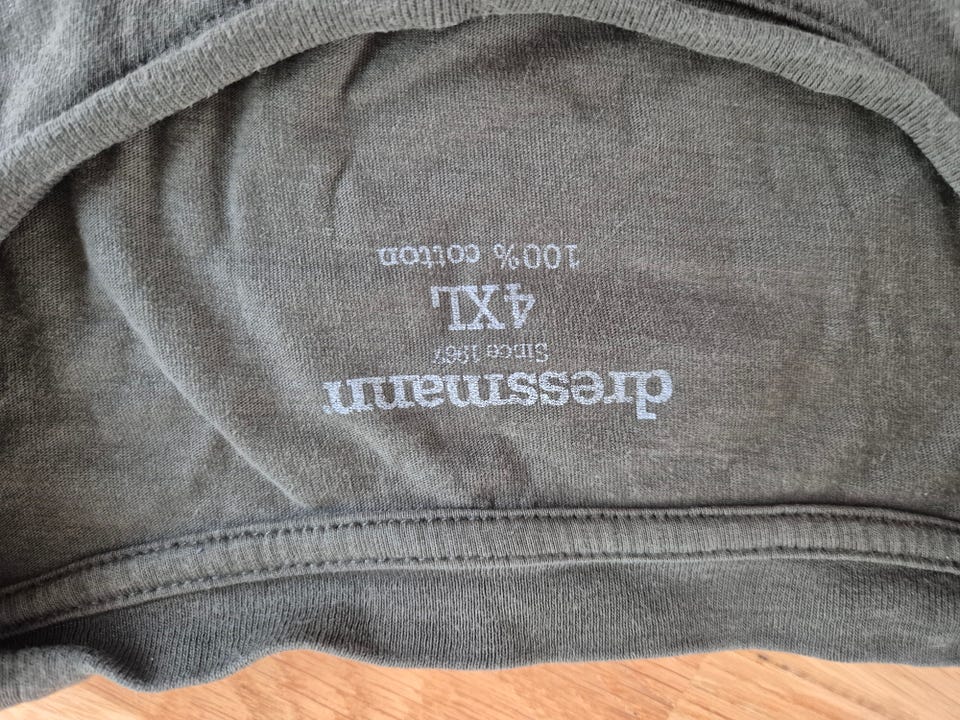 dressmann
Since 1967
4XL
100% cotton